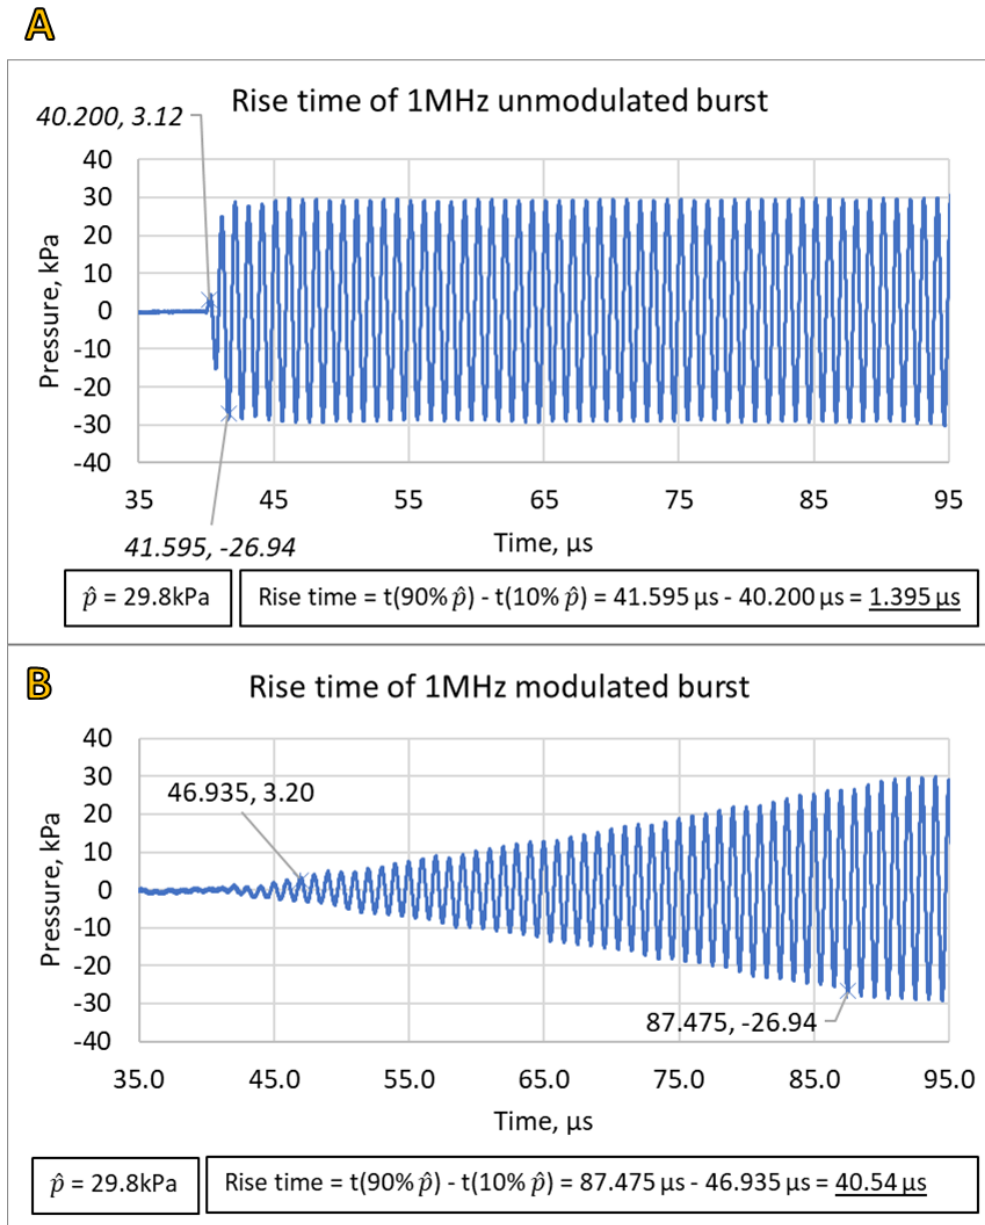 A
Rise time of 1MHz unmodulated burst
40.200, 3.12
40
30
20
10
0
-10
-20
-30
-40
Pressure, kPa
35 45 55 65 75 85 95
41.595, -26.94
Time, µs
p̂ = 29.8kPa
Rise time = t(90% p̂) - t(10% p̂) = 41.595 µs - 40.200 µs = 1.395 µs
B
Rise time of 1MHz modulated burst
40
30
20
10
0
-10
-20
-30
-40
Pressure, kPa
46.935, 3.20
87.475, -26.94
35.0 45.0 55.0 65.0 75.0 85.0 95.0
Time, µs
p̂ = 29.8kPa
Rise time = t(90% p̂) - t(10% p̂) = 87.475 µs - 46.935 µs = 40.54 µs